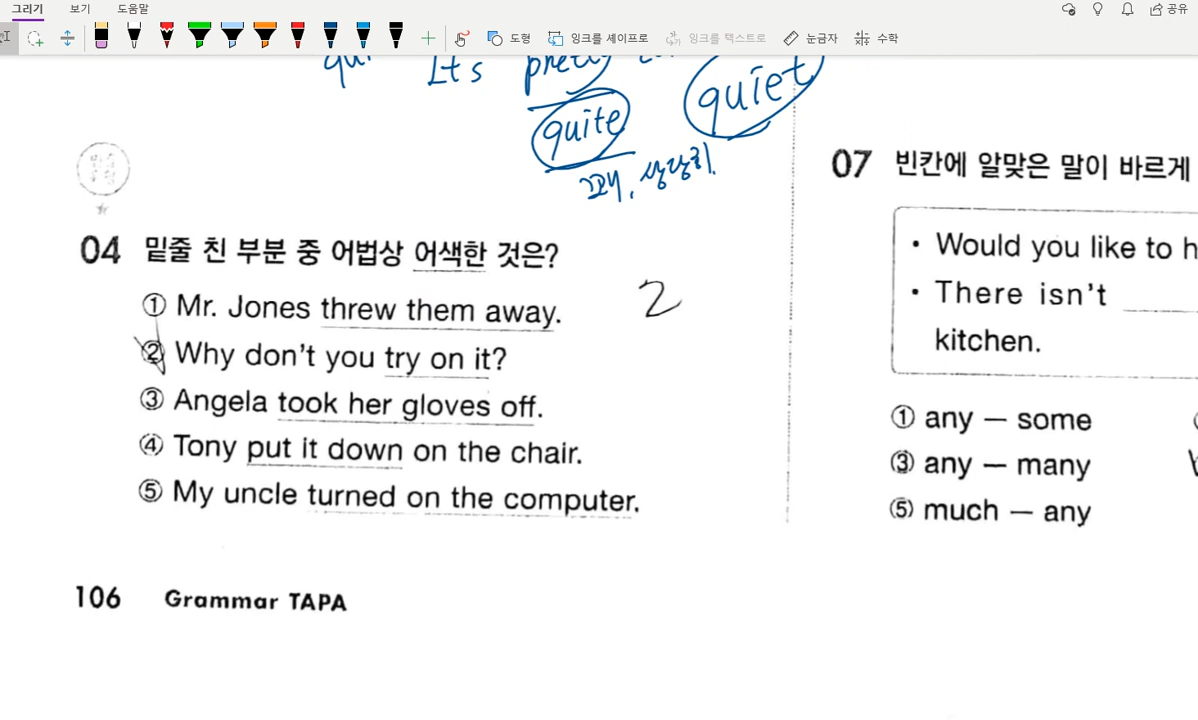 그리기 보기 도움말 공유
도형 잉크를 셰이프로 잉크를 텍스트로 눈금자 수학
It's pretty
quite quiet
꽤, 상당히.
04 밑줄 친 부분 중 어법상 어색한 것은?
2
① Mr. Jones threw them away.
② Why don't you try on it?
③ Angela took her gloves off.
④ Tony put it down on the chair.
⑤ My uncle turned on the computer.
106 Grammar TAPA
07 빈칸에 알맞은 말이 바르게
• Would you like to h
• There isn't ____
kitchen.
① any — some
③ any — many
⑤ much — any